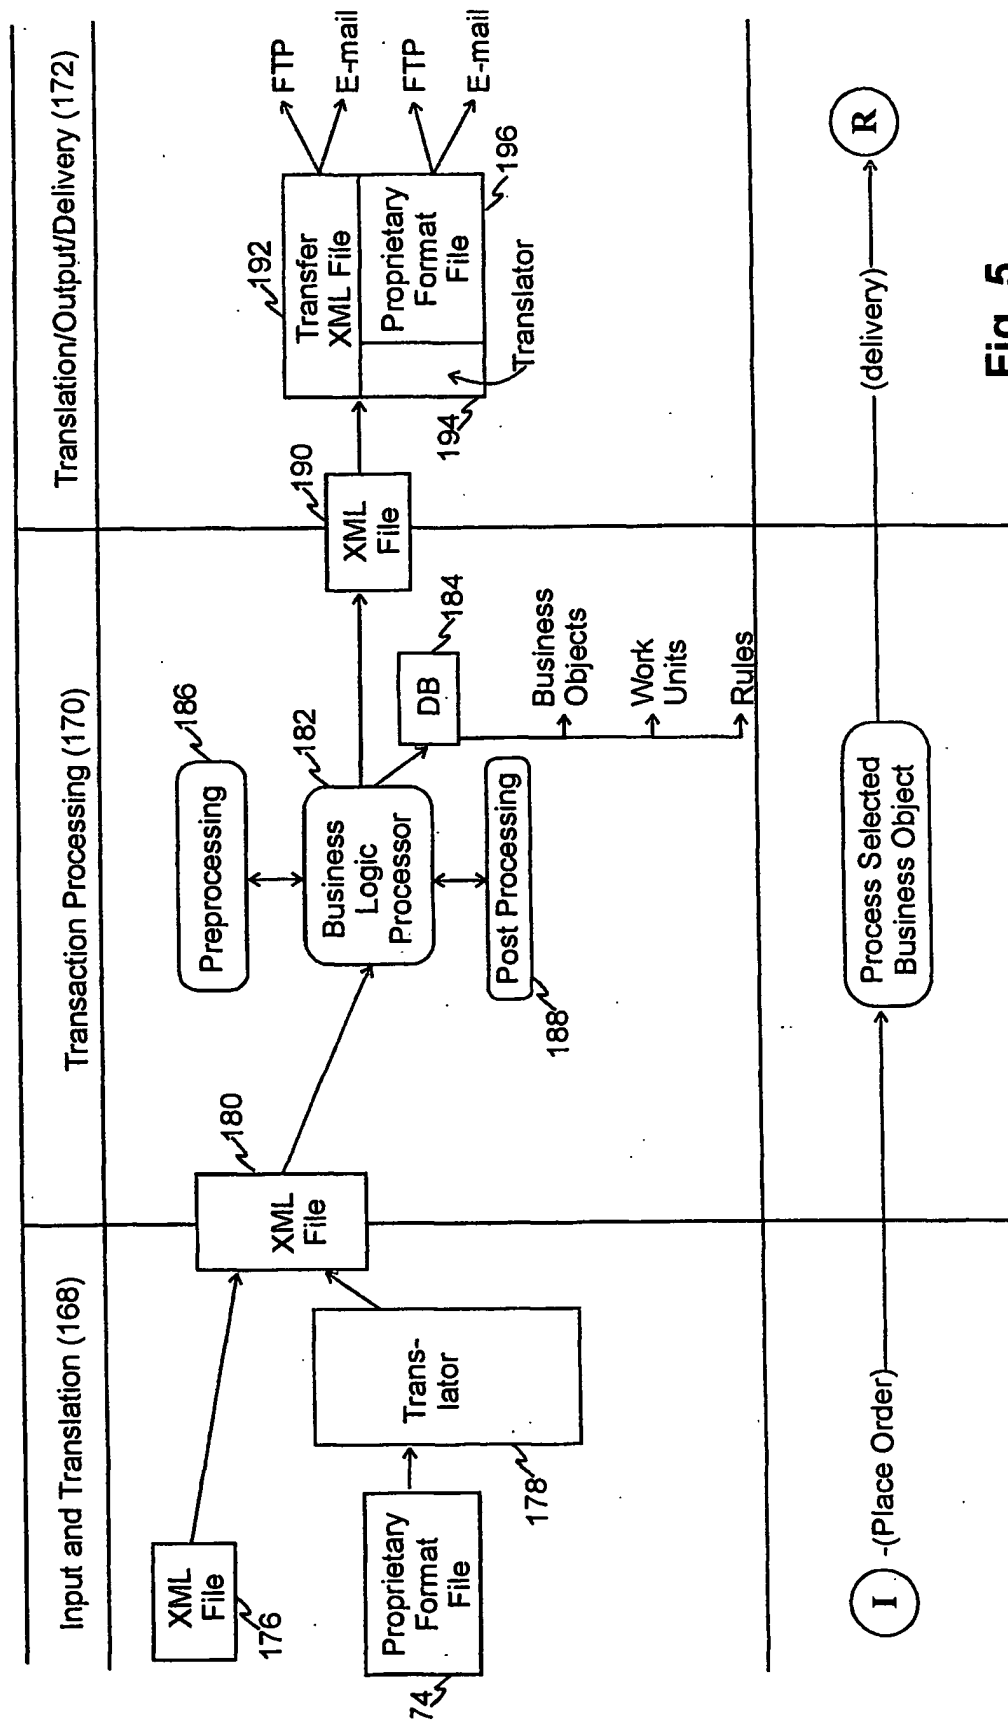 Input and Translation (168)
Transaction Processing (170)
Translation/Output/Delivery (172)
XML
File
176
Proprietary
Format
File
74
Trans-
lator
178
XML
File
180
Preprocessing
186
Business
Logic
Processor
182
Post Processing
188
DB
184
Business
Objects
Work
Units
Rules
XML
File
190
Transfer
XML File
192
Proprietary
Format
File
196
194
Translator
FTP
E-mail
FTP
E-mail
I
-(Place Order)
Process Selected
Business Object
(delivery)
R
Fig. 5